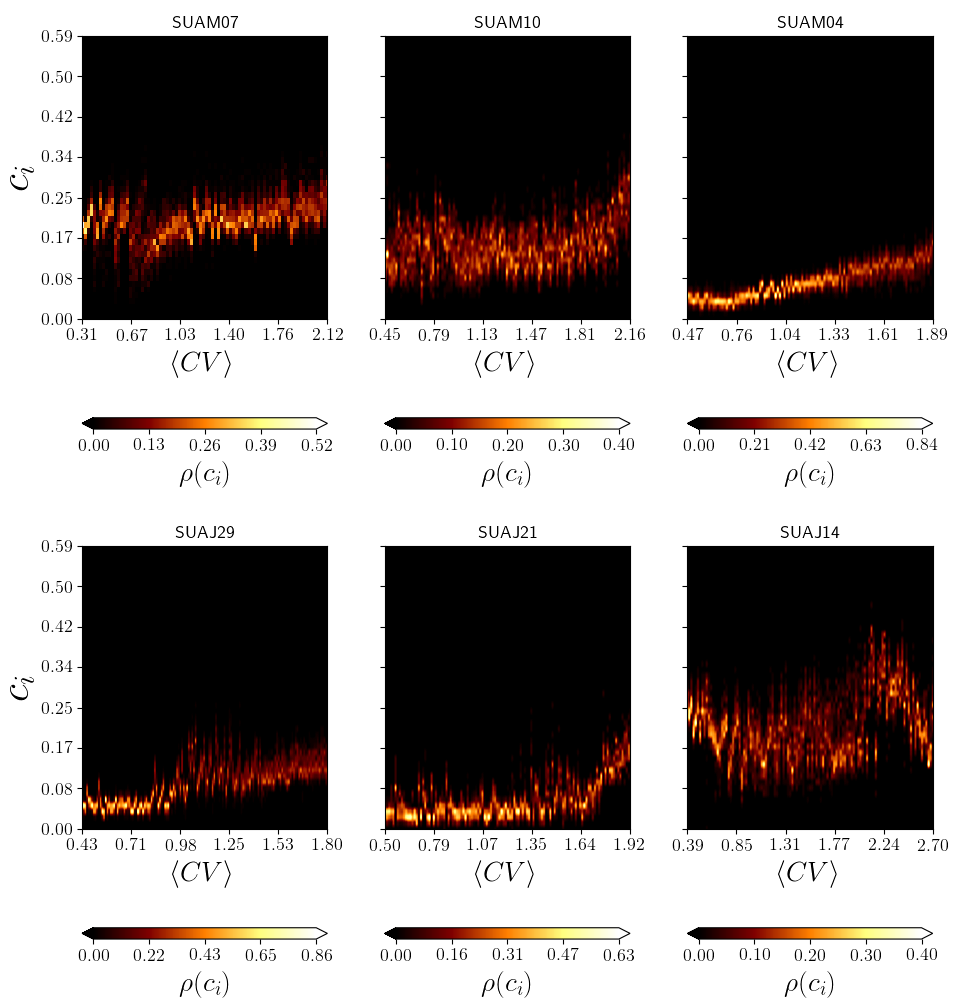 SUAM07 SUAM10 SUAM04
0.59
0.50
0.42
0.34
0.25
0.17
0.08
0.00
c_i
0.31 0.67 1.03 1.40 1.76 2.12 0.45 0.79 1.13 1.47 1.81 2.16 0.47 0.76 1.04 1.33 1.61 1.89
⟨CV⟩ ⟨CV⟩ ⟨CV⟩
0.00 0.13 0.26 0.39 0.52 0.00 0.10 0.20 0.30 0.40 0.00 0.21 0.42 0.63 0.84
ρ(c_i) ρ(c_i) ρ(c_i)
SUAJ29 SUAJ21 SUAJ14
0.59
0.50
0.42
0.34
0.25
0.17
0.08
0.00
c_i
0.43 0.71 0.98 1.25 1.53 1.80 0.50 0.79 1.07 1.35 1.64 1.92 0.39 0.85 1.31 1.77 2.24 2.70
⟨CV⟩ ⟨CV⟩ ⟨CV⟩
0.00 0.22 0.43 0.65 0.86 0.00 0.16 0.31 0.47 0.63 0.00 0.10 0.20 0.30 0.40
ρ(c_i) ρ(c_i) ρ(c_i)